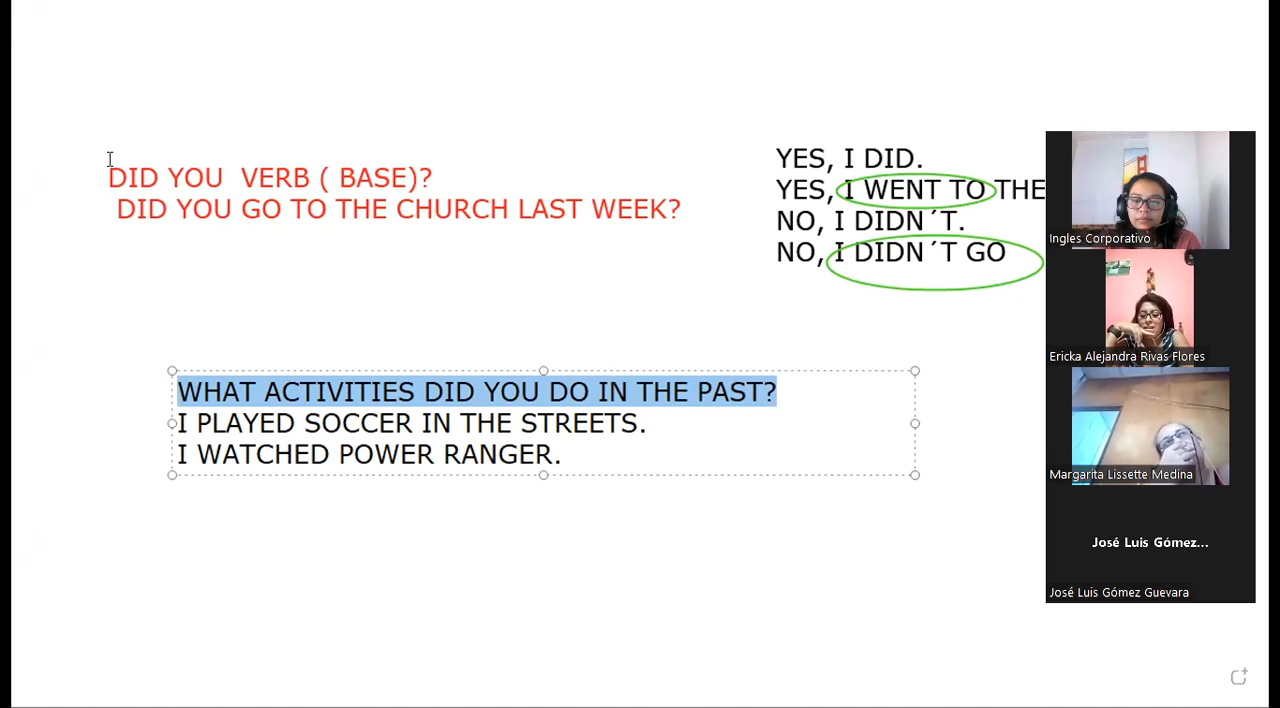 DID YOU VERB ( BASE)?
DID YOU GO TO THE CHURCH LAST WEEK?
YES, I DID.
YES, I WENT TO THE
NO, I DIDN´T.
NO, I DIDN´T GO
WHAT ACTIVITIES DID YOU DO IN THE PAST?
I PLAYED SOCCER IN THE STREETS.
I WATCHED POWER RANGER.
Ingles Corporativo
Ericka Alejandra Rivas Flores
Margarita Lissette Medina
José Luis Gómez...
José Luis Gómez Guevara